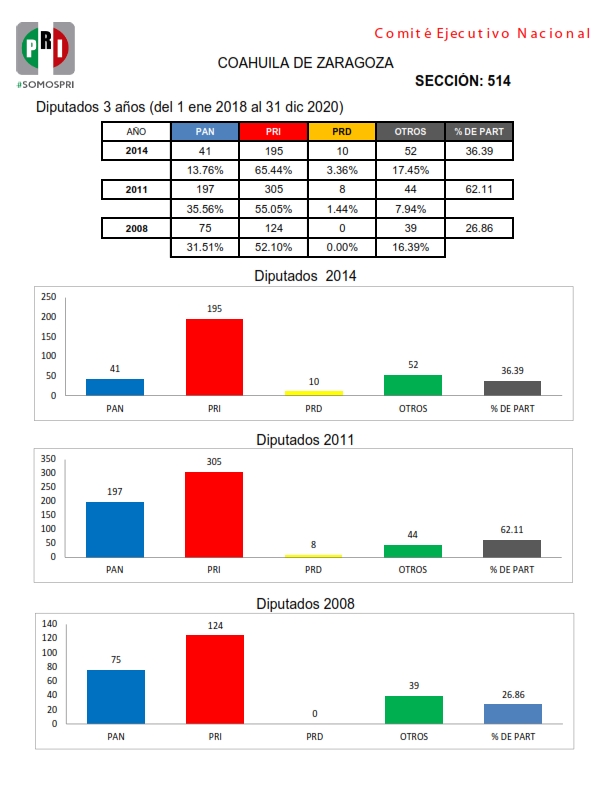 Comité Ejecutivo Nacional
PRI
#SOMOSPRI
COAHUILA DE ZARAGOZA
SECCIÓN: 514
Diputados 3 años (del 1 ene 2018 al 31 dic 2020)
AÑO PAN PRI PRD OTROS % DE PART
2014 41 195 10 52 36.39
13.76% 65.44% 3.36% 17.45%
2011 197 305 8 44 62.11
35.56% 55.05% 1.44% 7.94%
2008 75 124 0 39 26.86
31.51% 52.10% 0.00% 16.39%
Diputados 2014
250
200
150
100
50
0
41 195 10 52 36.39
PAN PRI PRD OTROS % DE PART
Diputados 2011
350
300
250
200
150
100
50
0
197 305 8 44 62.11
PAN PRI PRD OTROS % DE PART
Diputados 2008
140
120
100
80
60
40
20
0
75 124 0 39 26.86
PAN PRI PRD OTROS % DE PART